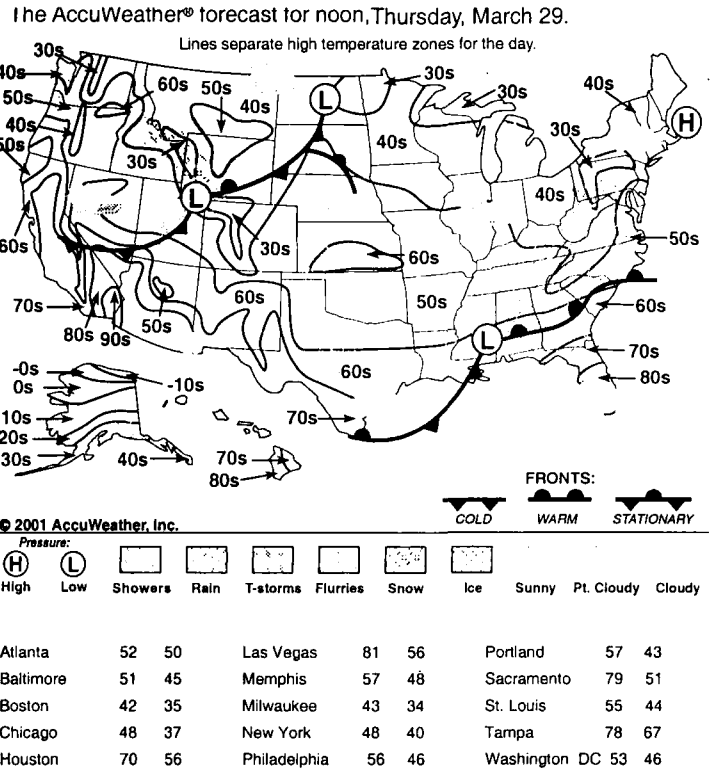 The AccuWeather® forecast for noon, Thursday, March 29.
Lines separate high temperature zones for the day.
30s
40s
50s
40s
50s
60s
50s
40s
30s
30s
30s
40s
30s
40s
40s
L
H
30s
L
30s
60s
50s
60s
50s
60s
70s
80s 90s
50s
60s
60s
L
70s
80s
70s
-0s
0s
-10s
10s
20s
30s
40s
70s
80s
FRONTS:
COLD WARM STATIONARY
© 2001 AccuWeather, Inc.
Pressure:
H L
High Low Showers Rain T-storms Flurries Snow Ice Sunny Pt. Cloudy Cloudy
Atlanta 52 50 Las Vegas 81 56 Portland 57 43
Baltimore 51 45 Memphis 57 48 Sacramento 79 51
Boston 42 35 Milwaukee 43 34 St. Louis 55 44
Chicago 48 37 New York 48 40 Tampa 78 67
Houston 70 56 Philadelphia 56 46 Washington DC 53 46